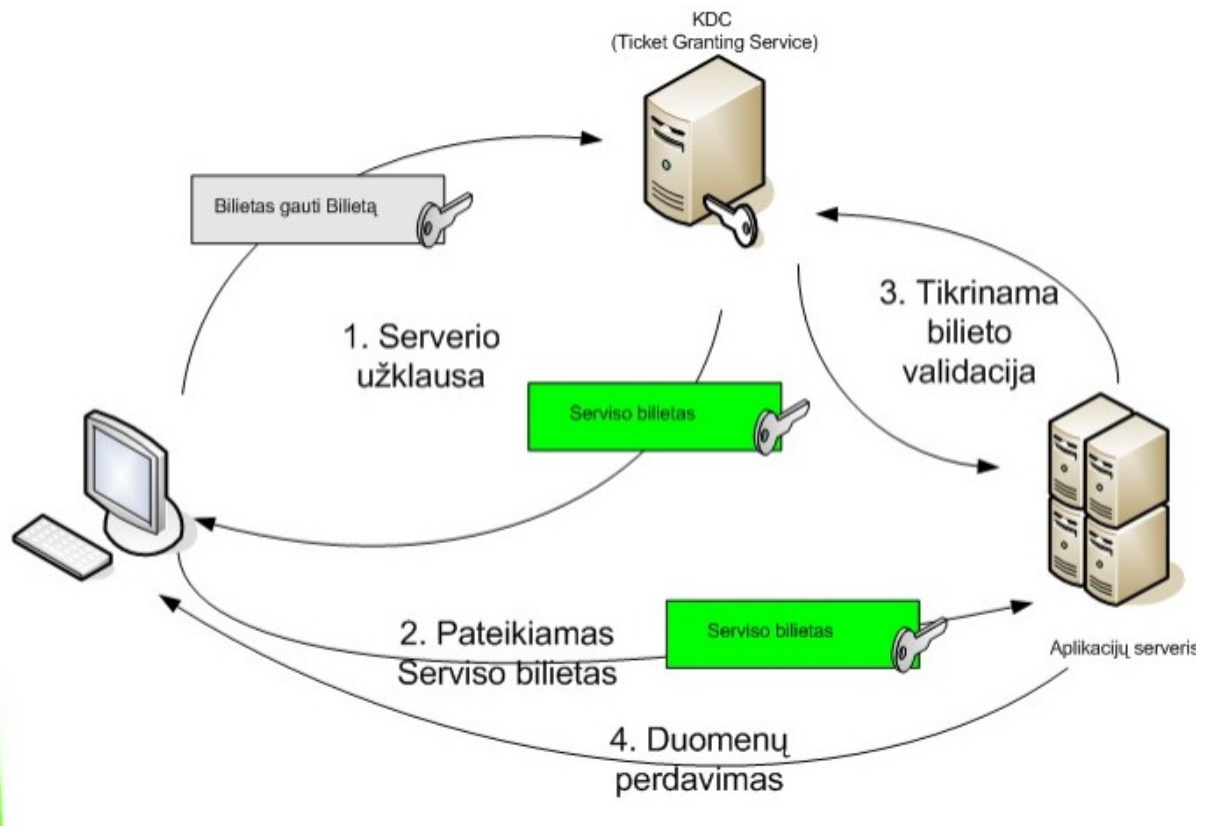 KDC
(Ticket Granting Service)
Bilietas gauti Bilietą
1. Serverio
užklausa
3. Tikrinama
bilieto
validacija
Serviso bilietas
2. Pateikiamas
Serviso bilietas
Serviso bilietas
Aplikacijų serveris
4. Duomenų
perdavimas